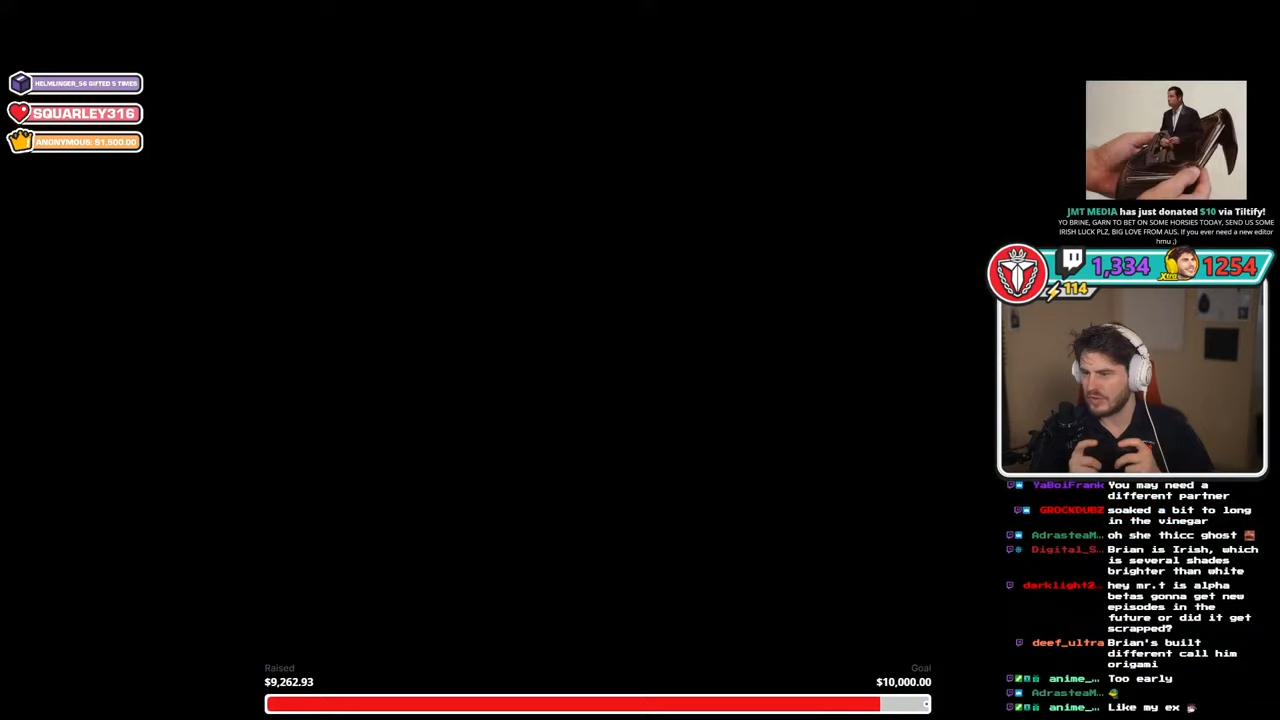 HELMLINGER_56 GIFTED 5 TIMES
SQUARLEY316
ANONYMOUS: $1,500.00
JMT MEDIA has just donated $10 via Tiltify!
YO BRINE, GARN TO BET ON SOME HORSIES TODAY, SEND US SOME
IRISH LUCK PLZ, BIG LOVE FROM AUS. If you ever need a new editor
hmu ;)
1,334
Xtra
1254
114
YaBoiFrank You may need a
different partner
GROCKDUBZ soaked a bit to long
in the vinegar
AdrasteaM... oh she thicc ghost
Digital_S... Brian is Irish, which
is several shades
brighter than white
darklight2... hey mr.t is alpha
betas gonna get new
episodes in the
future or did it get
scrapped?
deef_ultra Brian's built
different call him
origami
anime_... Too early
AdrasteaM...
anime_... Like my ex
Raised
$9,262.93
Goal
$10,000.00